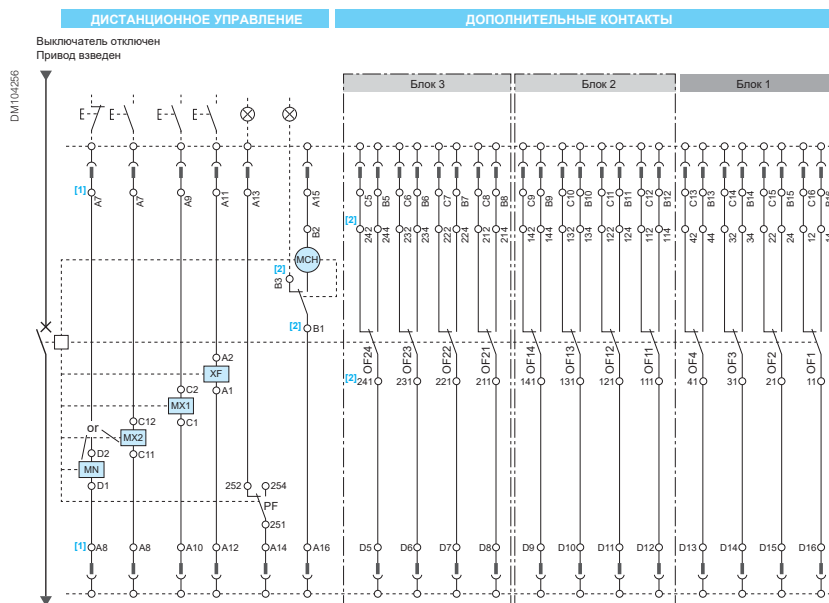 ДИСТАНЦИОННОЕ УПРАВЛЕНИЕ
ДОПОЛНИТЕЛЬНЫЕ КОНТАКТЫ
Выключатель отключен
Привод взведен
DM104256
Блок 3
Блок 2
Блок 1
E
E
E
E
[1]
A7
A7
A9
A11
A13
A15
C5
B5
C6
B6
C7
B7
C8
B8
C9
B9
C10
B10
C11
B11
C12
B12
C13
B13
C14
B14
C15
B15
C16
[2]
B2
242
244
232
234
222
224
212
214
142
144
132
134
122
124
112
114
42
44
32
34
22
24
12
14
MCH
[2]
B3
[2]
B1
A2
XF
A1
C2
MX1
C1
or
C12
MX2
C11
D2
MN
D1
OF24
OF23
OF22
OF21
OF14
OF13
OF12
OF11
OF4
OF3
OF2
OF1
[2]
241
231
221
211
141
131
121
111
41
31
21
11
252
254
PF
251
[1]
A8
A8
A10
A12
A14
A16
D5
D6
D7
D8
D9
D10
D11
D12
D13
D14
D15
D16